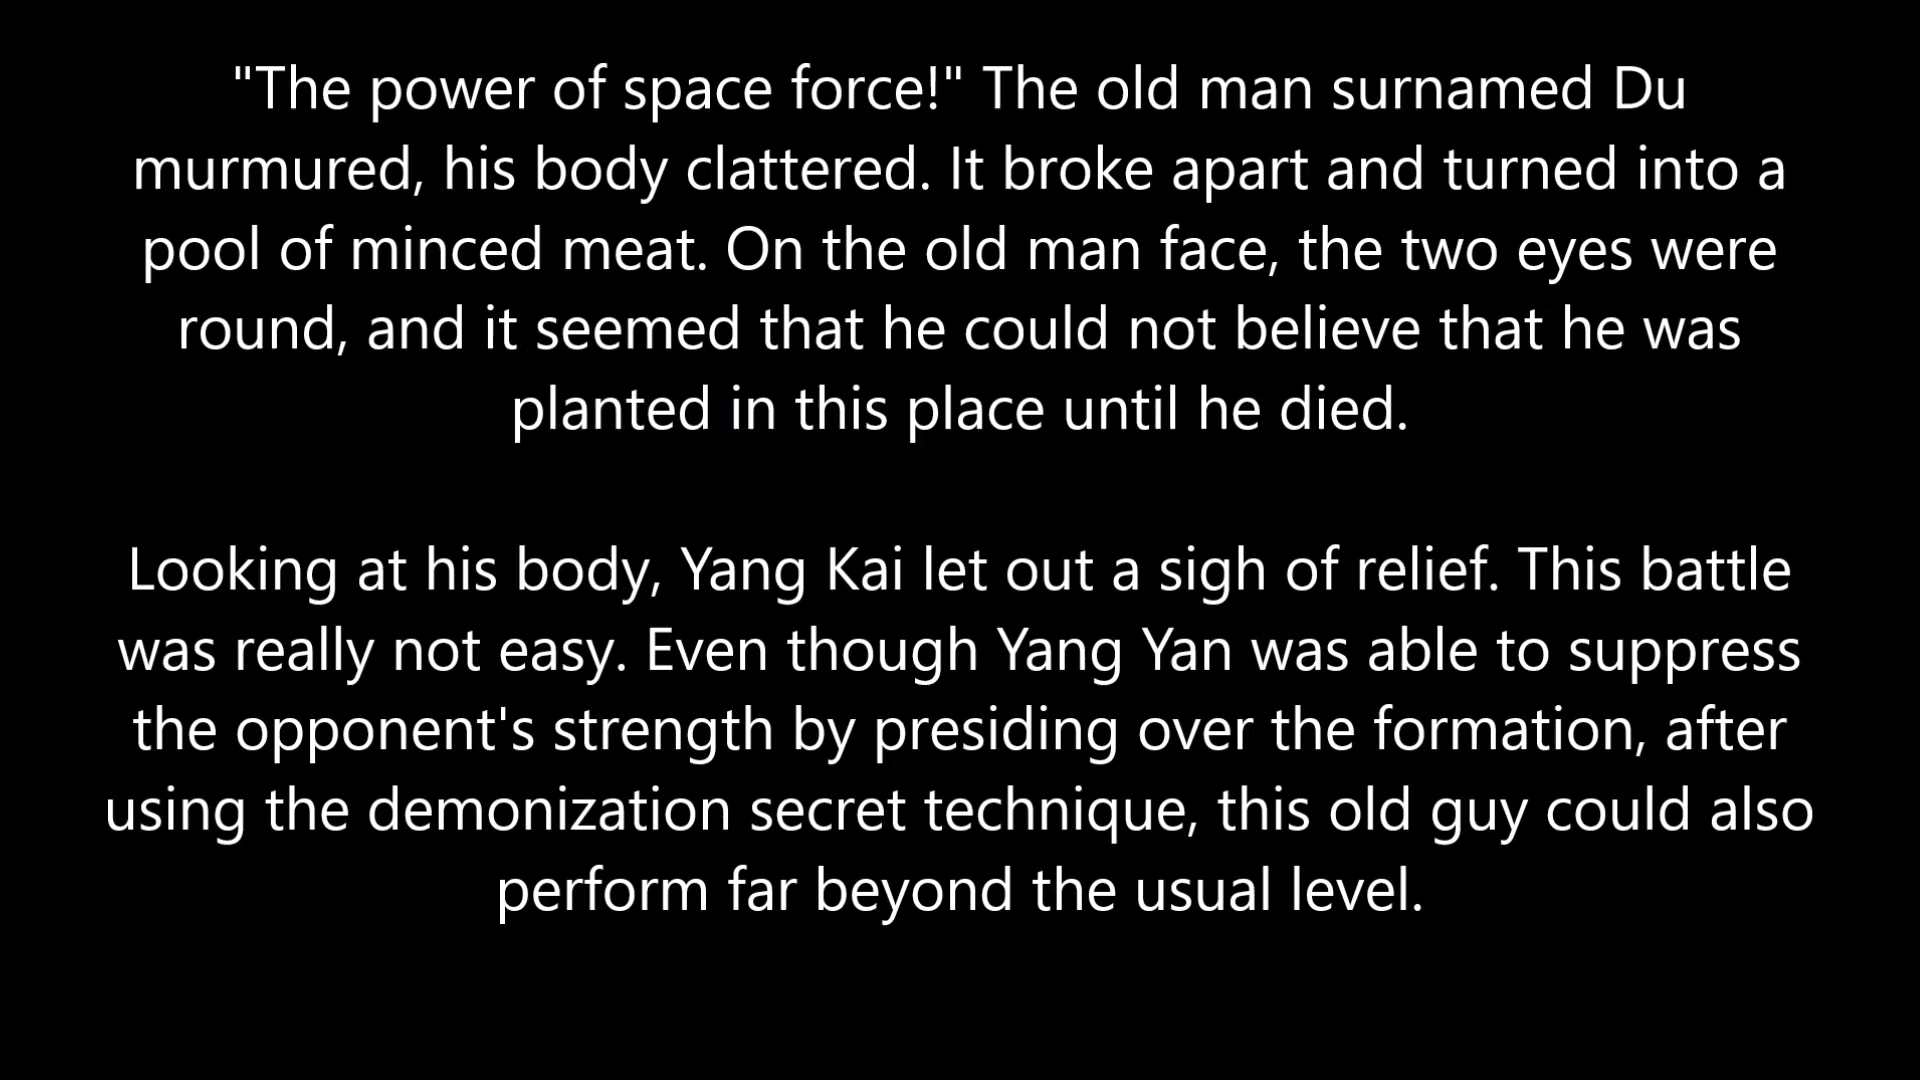 "The power of space force!" The old man surnamed Du
murmured, his body clattered. It broke apart and turned into a
pool of minced meat. On the old man face, the two eyes were
round, and it seemed that he could not believe that he was
planted in this place until he died.
Looking at his body, Yang Kai let out a sigh of relief. This battle
was really not easy. Even though Yang Yan was able to suppress
the opponent's strength by presiding over the formation, after
using the demonization secret technique, this old guy could also
perform far beyond the usual level.